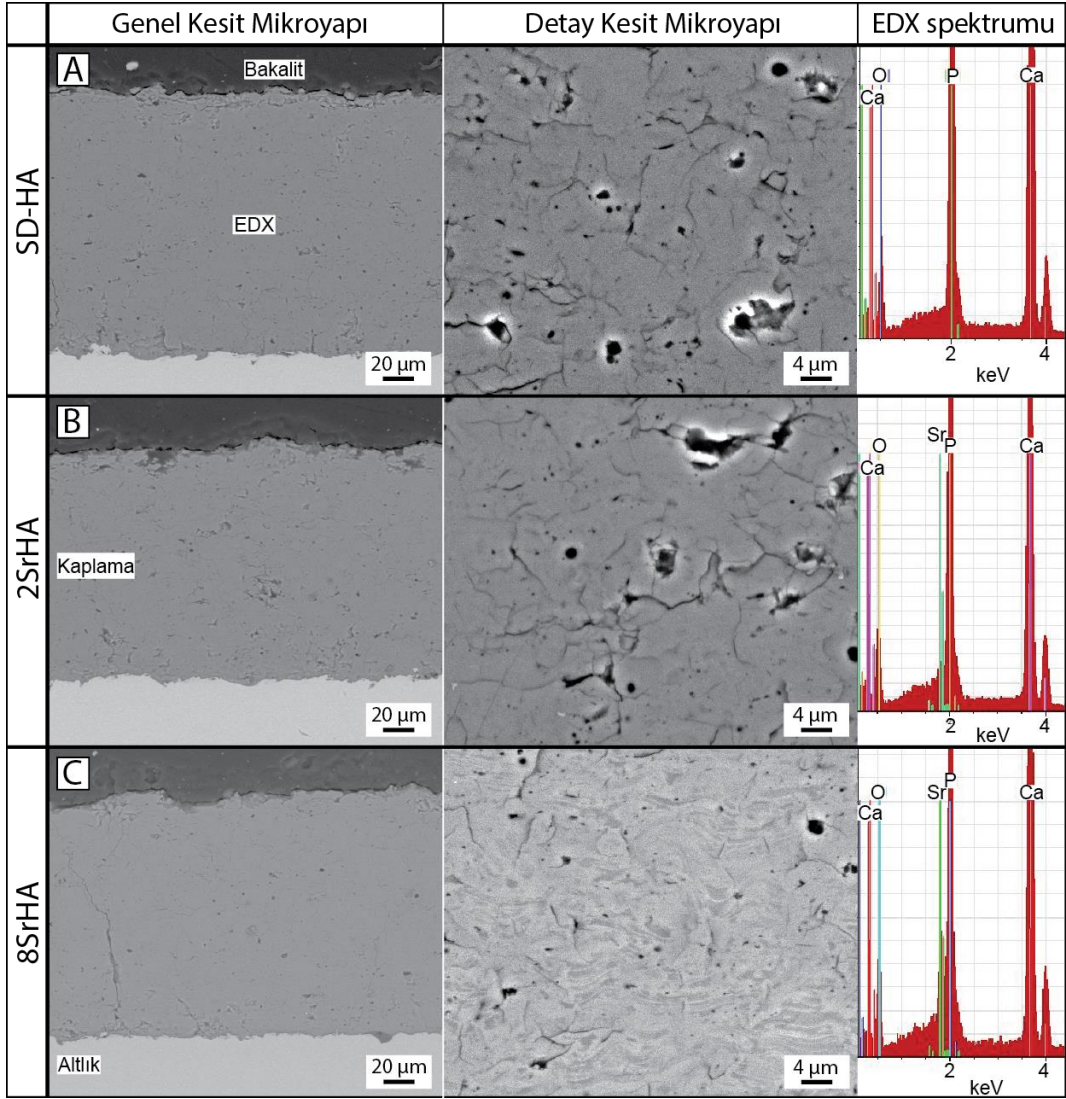 Genel Kesit Mikroyapı
Detay Kesit Mikroyapı
EDX spektrumu
SD-HA
A
Bakalit
EDX
20 µm
4 µm
O
Ca
P
Ca
2
4
keV
2SrHA
B
Kaplama
20 µm
4 µm
Sr
O
P
Ca
Ca
2
4
keV
8SrHA
C
Altlık
20 µm
4 µm
P
O
Sr
Ca
Ca
2
4
keV